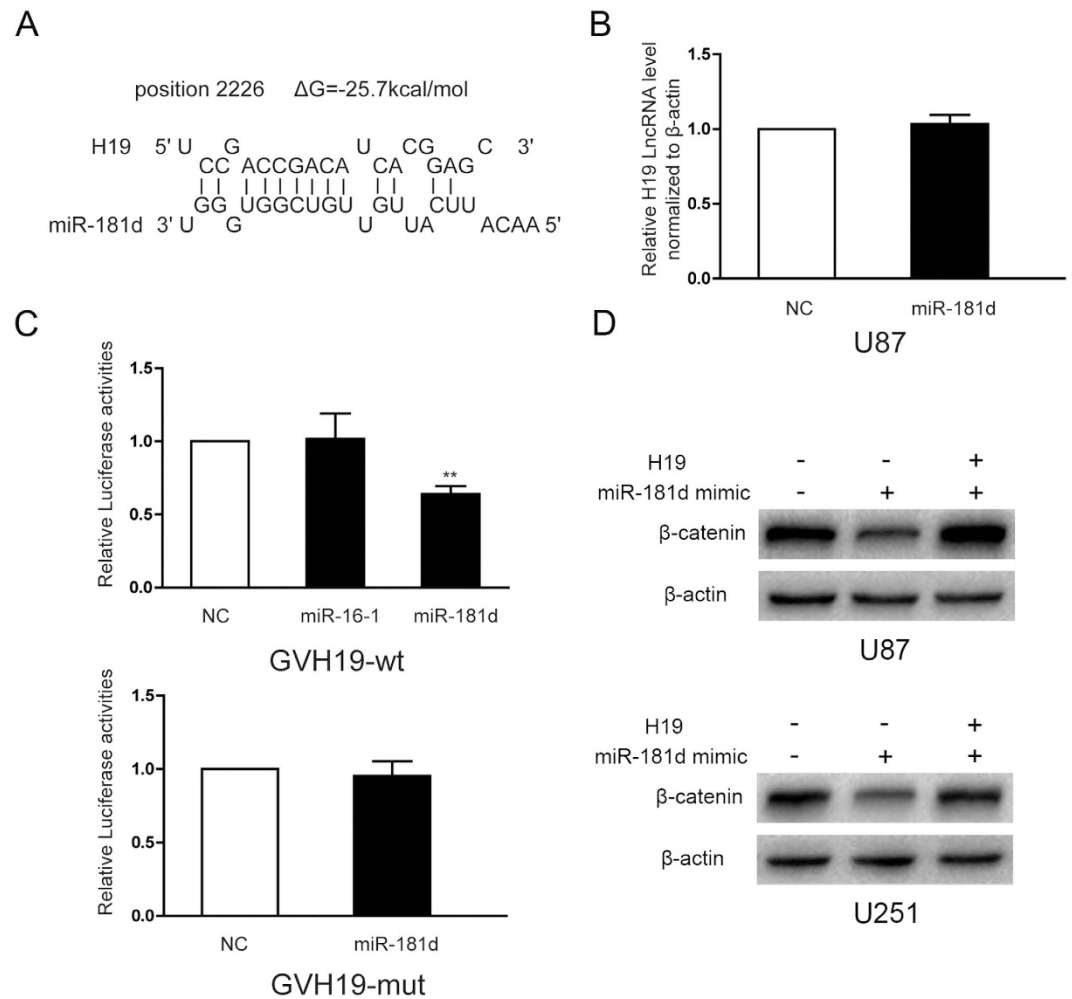 A
position 2226 ΔG=-25.7kcal/mol
H19 5' U G U CG C 3'
CC ACCGACA CA GAG
GG UGGCUGU GU CUU
miR-181d 3' U G U UA ACAA 5'
B
Relative H19 LncRNA level
normalized to β-actin
1.5
1.0
0.5
0.0
NC miR-181d
U87
C
Relative Luciferase activities
1.5
1.0
0.5
0.0
**
NC miR-16-1 miR-181d
GVH19-wt
Relative Luciferase activities
1.5
1.0
0.5
0.0
NC miR-181d
GVH19-mut
D
H19 - - +
miR-181d mimic - + +
β-catenin
β-actin
U87
H19 - - +
miR-181d mimic - + +
β-catenin
β-actin
U251